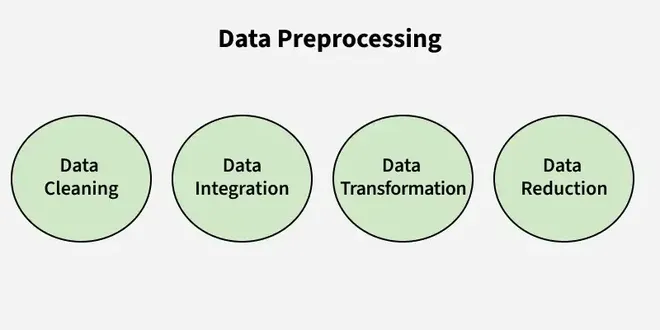 Data Preprocessing
Data
Cleaning
Data
Integration
Data
Transformation
Data
Reduction